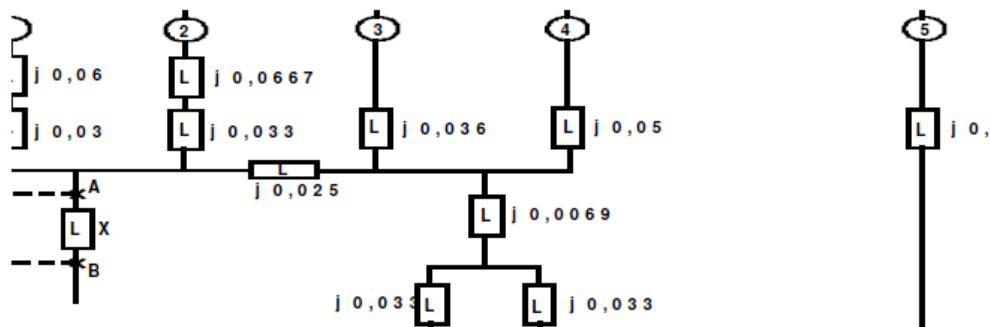 2 3 4 5
L j 0,0667
j 0,06
L j 0,033 L j 0,036 L j 0,05 L j 0,
j 0,03
L
j 0,025
A
L j 0,0069
L X
B
j 0,033 L L j 0,033